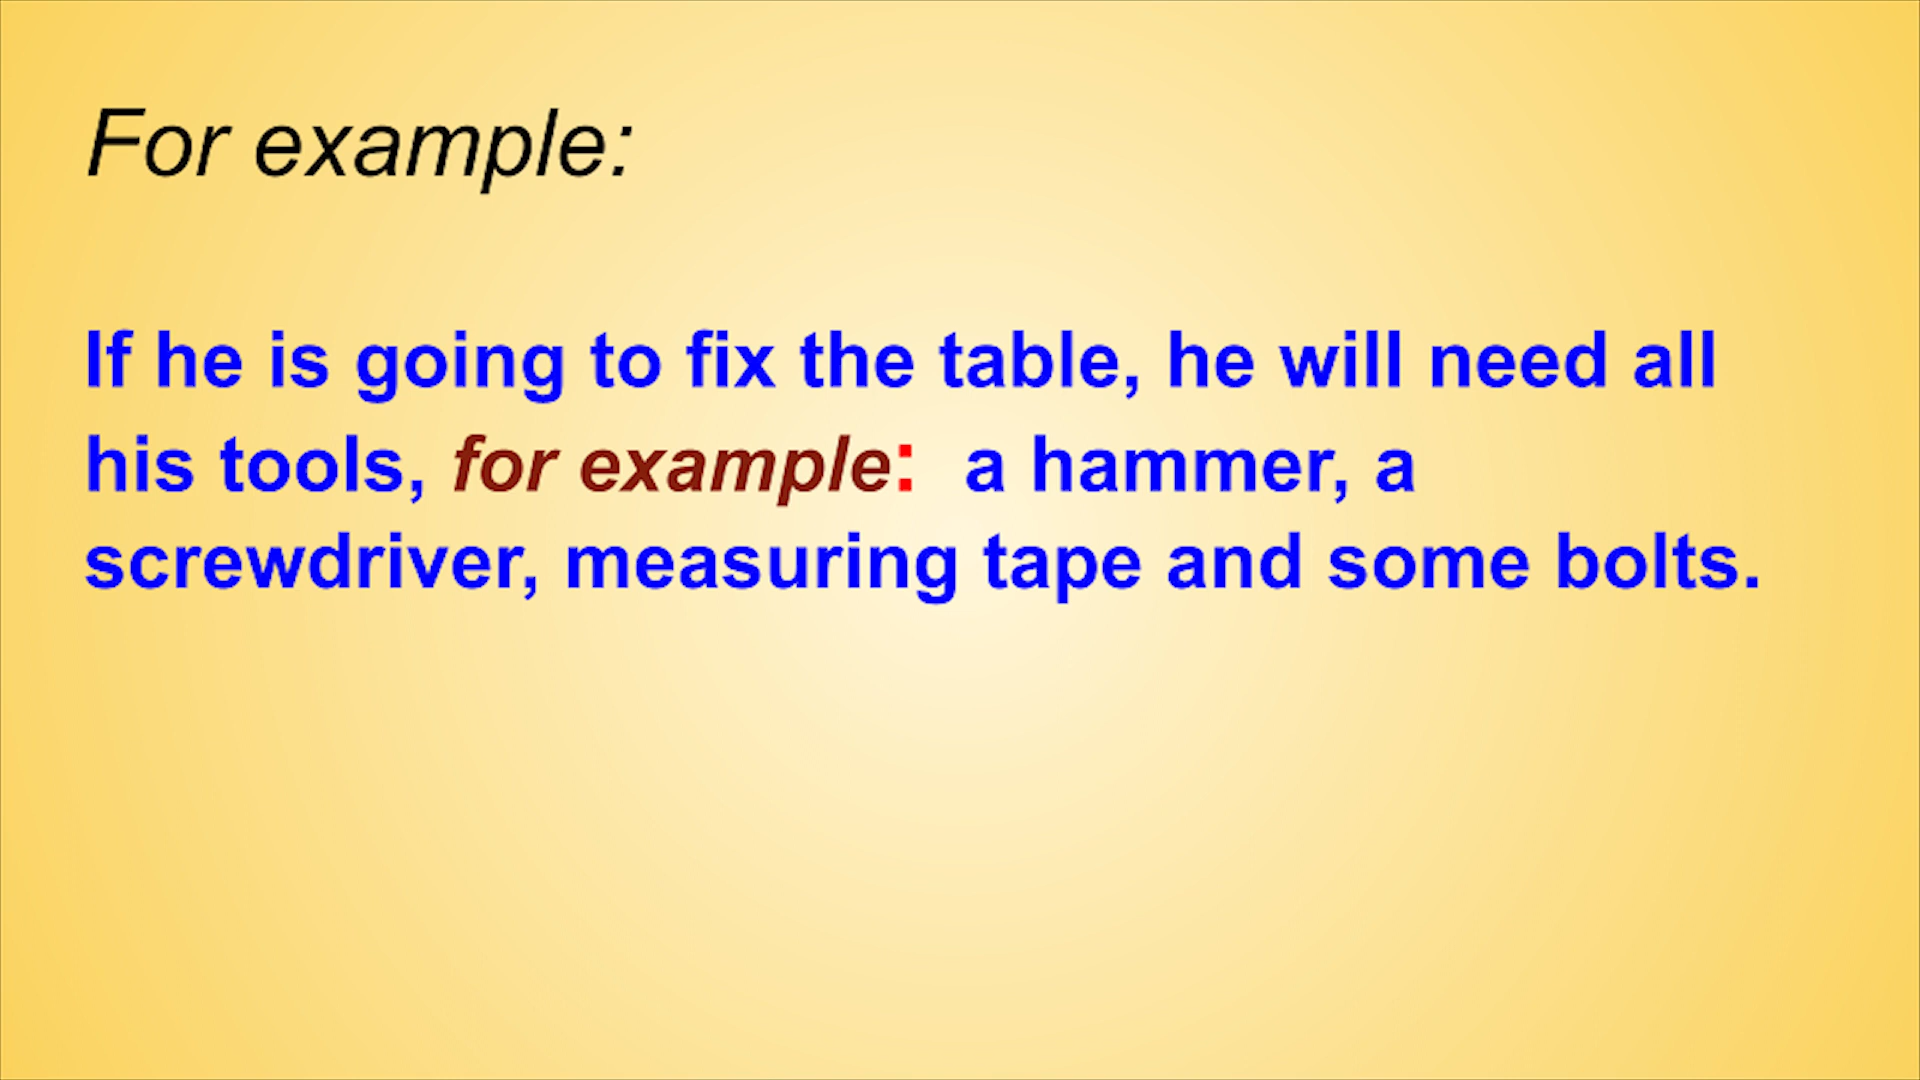 For example:
If he is going to fix the table, he will need all
his tools, for example:  a hammer, a
screwdriver, measuring tape and some bolts.